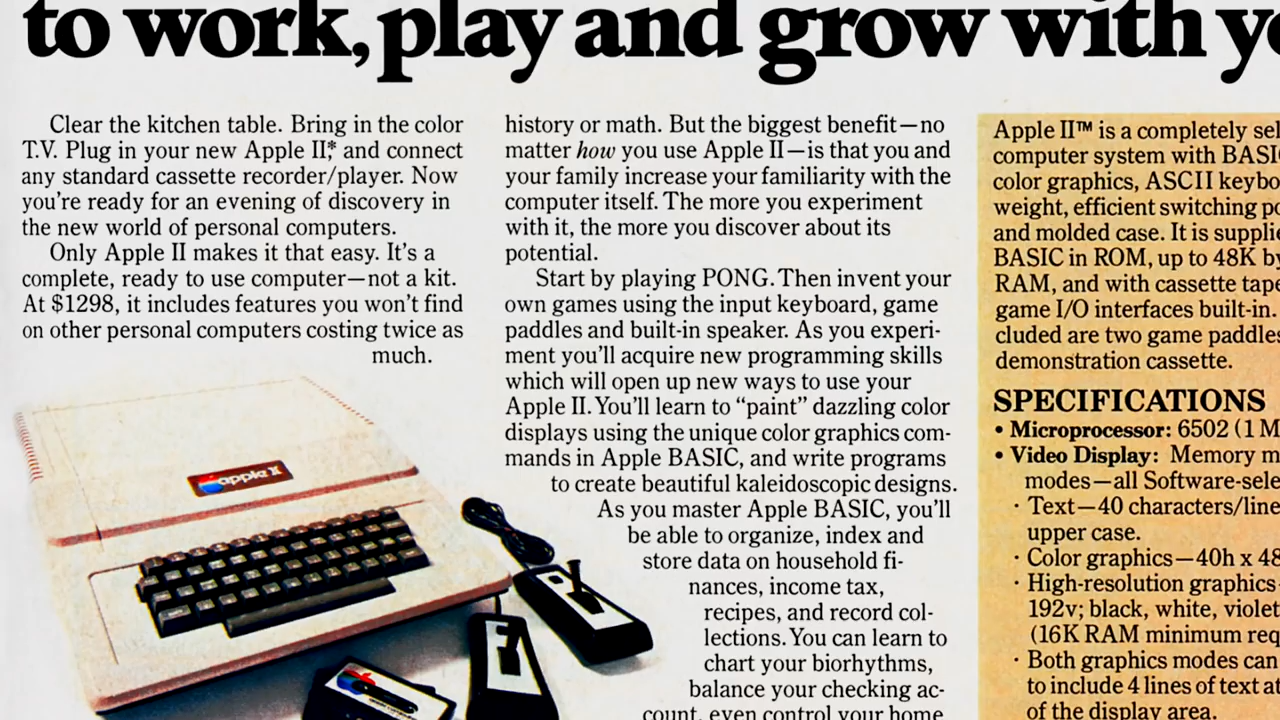 to work, play and grow with
Clear the kitchen table. Bring in the color
T.V. Plug in your new Apple II,* and connect
any standard cassette recorder/player. Now
you're ready for an evening of discovery in
the new world of personal computers.
Only Apple II makes it that easy. It's a
complete, ready to use computer—not a kit.
At $1298, it includes features you won't find
on other personal computers costing twice as
much.
apple II
history or math. But the biggest benefit—no
matter how you use Apple II—is that you and
your family increase your familiarity with the
computer itself. The more you experiment
with it, the more you discover about its
potential.
Start by playing PONG. Then invent your
own games using the input keyboard, game
paddles and built-in speaker. As you experi-
ment you'll acquire new programming skills
which will open up new ways to use your
Apple II. You'll learn to “paint” dazzling color
displays using the unique color graphics com-
mands in Apple BASIC, and write programs
to create beautiful kaleidoscopic designs.
As you master Apple BASIC, you'll
be able to organize, index and
store data on household fi-
nances, income tax,
recipes, and record col-
lections. You can learn to
chart your biorhythms,
balance your checking ac-
count, even control your home
Apple II™ is a completely
computer system with
color graphics, ASCII
weight, efficient switching
and molded case. It is
BASIC in ROM, up to 48K
RAM, and with cassette
game I/O interfaces built-in.
cluded are two game paddles
demonstration cassette.
SPECIFICATIONS
• Microprocessor: 6502 (1
• Video Display: Memory
modes—all
· Text—40 characters/line
upper case.
· Color graphics—40h x
· High-resolution graphics
192v; black, white, violet
(16K RAM minimum
· Both graphics modes can
to include 4 lines of text
of the display area.